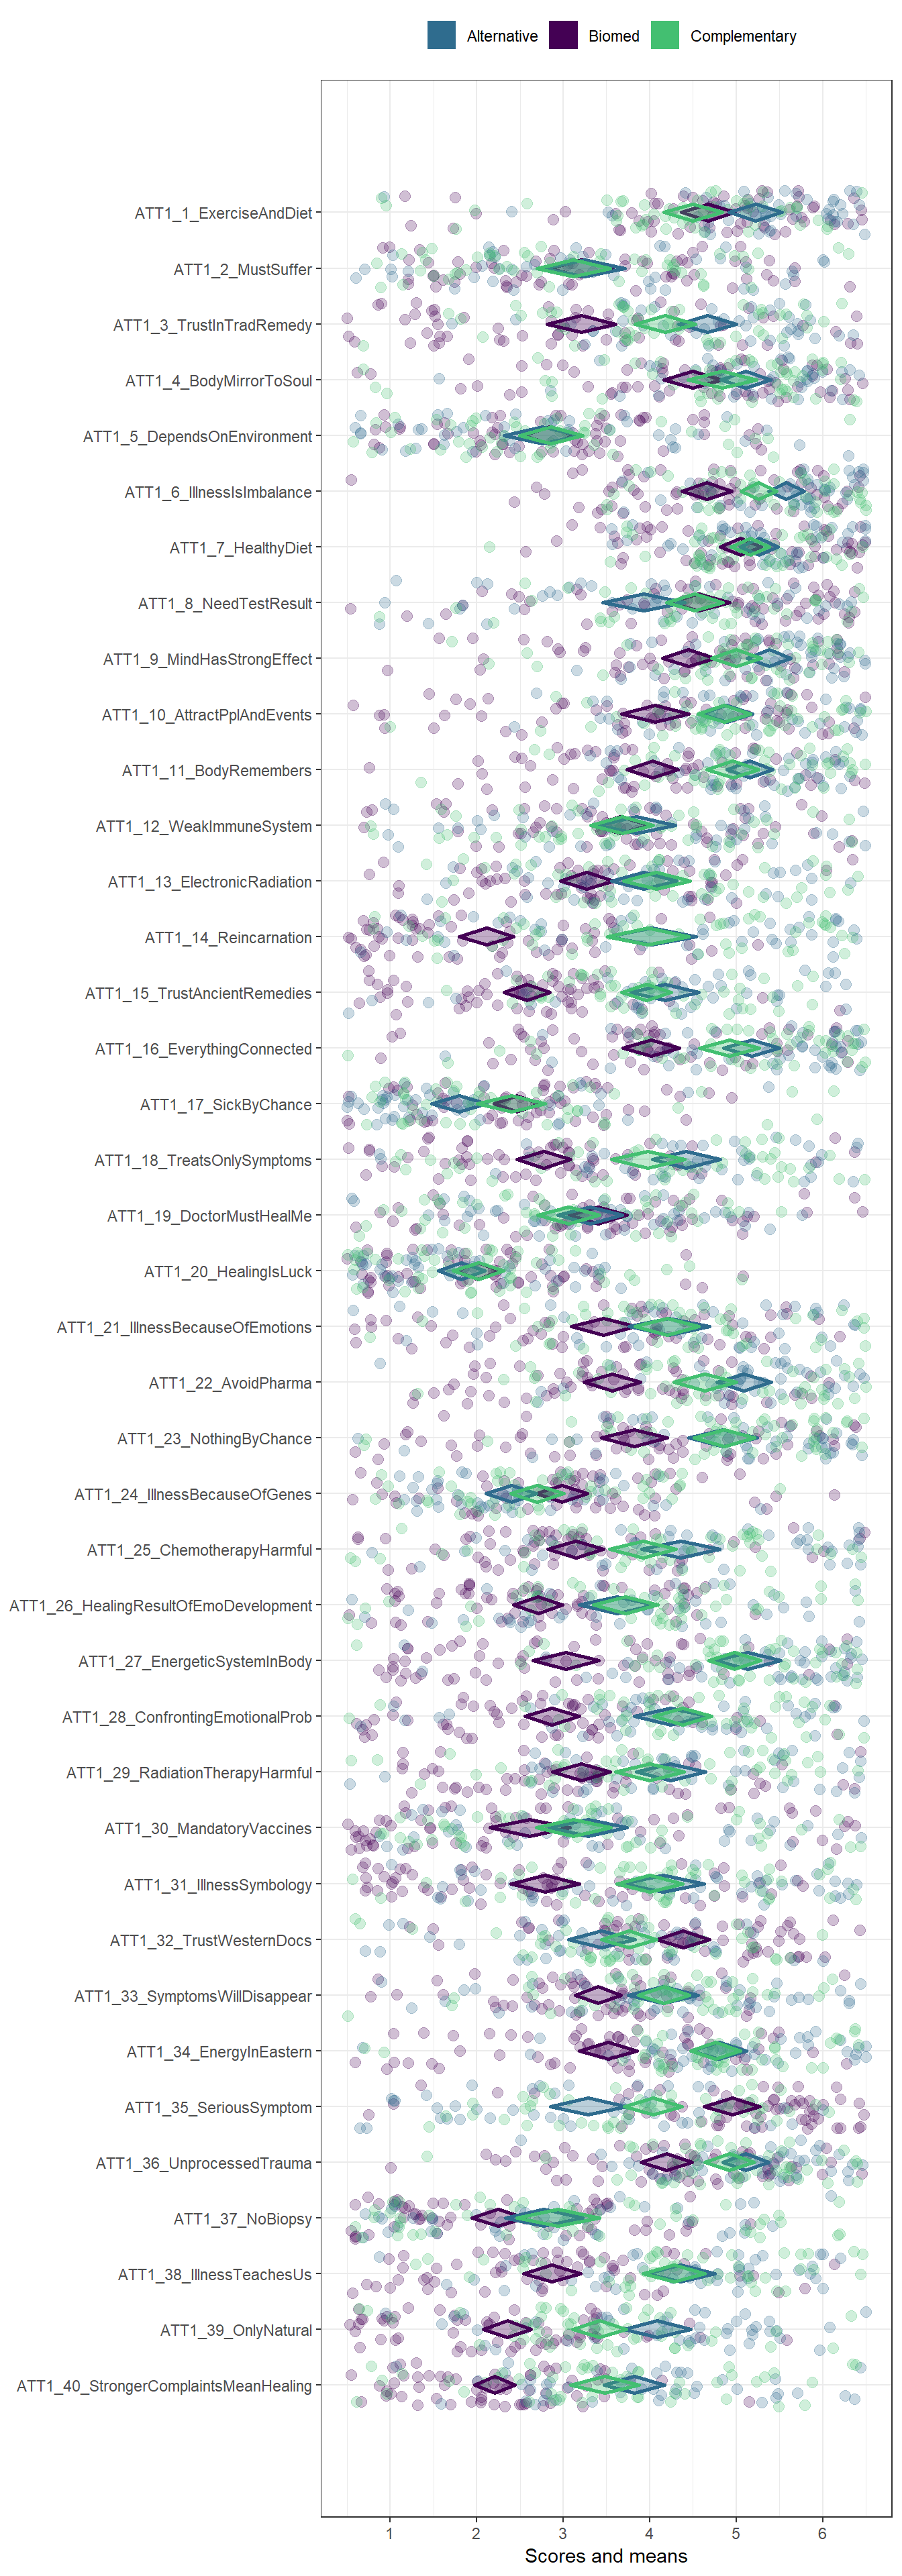 Alternative Biomed Complementary
ATT1_1_ExerciseAndDiet
ATT1_2_MustSuffer
ATT1_3_TrustInTradRemedy
ATT1_4_BodyMirrorToSoul
ATT1_5_DependsOnEnvironment
ATT1_6_IllnessIsImbalance
ATT1_7_HealthyDiet
ATT1_8_NeedTestResult
ATT1_9_MindHasStrongEffect
ATT1_10_AttractPplAndEvents
ATT1_11_BodyRemembers
ATT1_12_WeakImmuneSystem
ATT1_13_ElectronicRadiation
ATT1_14_Reincarnation
ATT1_15_TrustAncientRemedies
ATT1_16_EverythingConnected
ATT1_17_SickByChance
ATT1_18_TreatsOnlySymptoms
ATT1_19_DoctorMustHealMe
ATT1_20_HealingIsLuck
ATT1_21_IllnessBecauseOfEmotions
ATT1_22_AvoidPharma
ATT1_23_NothingByChance
ATT1_24_IllnessBecauseOfGenes
ATT1_25_ChemotherapyHarmful
ATT1_26_HealingResultOfEmoDevelopment
ATT1_27_EnergeticSystemInBody
ATT1_28_ConfrontingEmotionalProb
ATT1_29_RadiationTherapyHarmful
ATT1_30_MandatoryVaccines
ATT1_31_IllnessSymbology
ATT1_32_TrustWesternDocs
ATT1_33_SymptomsWillDisappear
ATT1_34_EnergyInEastern
ATT1_35_SeriousSymptom
ATT1_36_UnprocessedTrauma
ATT1_37_NoBiopsy
ATT1_38_IllnessTeachesUs
ATT1_39_OnlyNatural
ATT1_40_StrongerComplaintsMeanHealing
1 2 3 4 5 6
Scores and means